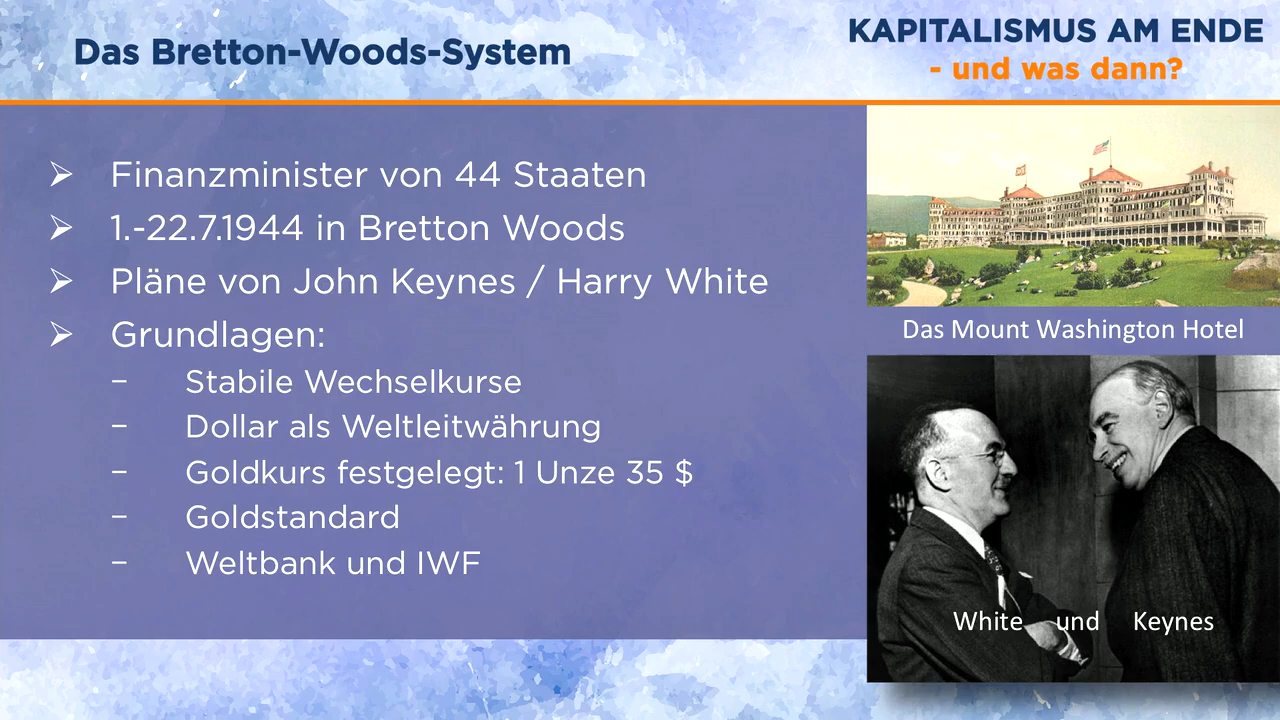 Das Bretton-Woods-System
KAPITALISMUS AM ENDE
- und was dann?
➢ Finanzminister von 44 Staaten
➢ 1.-22.7.1944 in Bretton Woods
➢ Pläne von John Keynes / Harry White
➢ Grundlagen:
– Stabile Wechselkurse
– Dollar als Weltleitwährung
– Goldkurs festgelegt: 1 Unze 35 $
– Goldstandard
– Weltbank und IWF
Das Mount Washington Hotel
White und Keynes